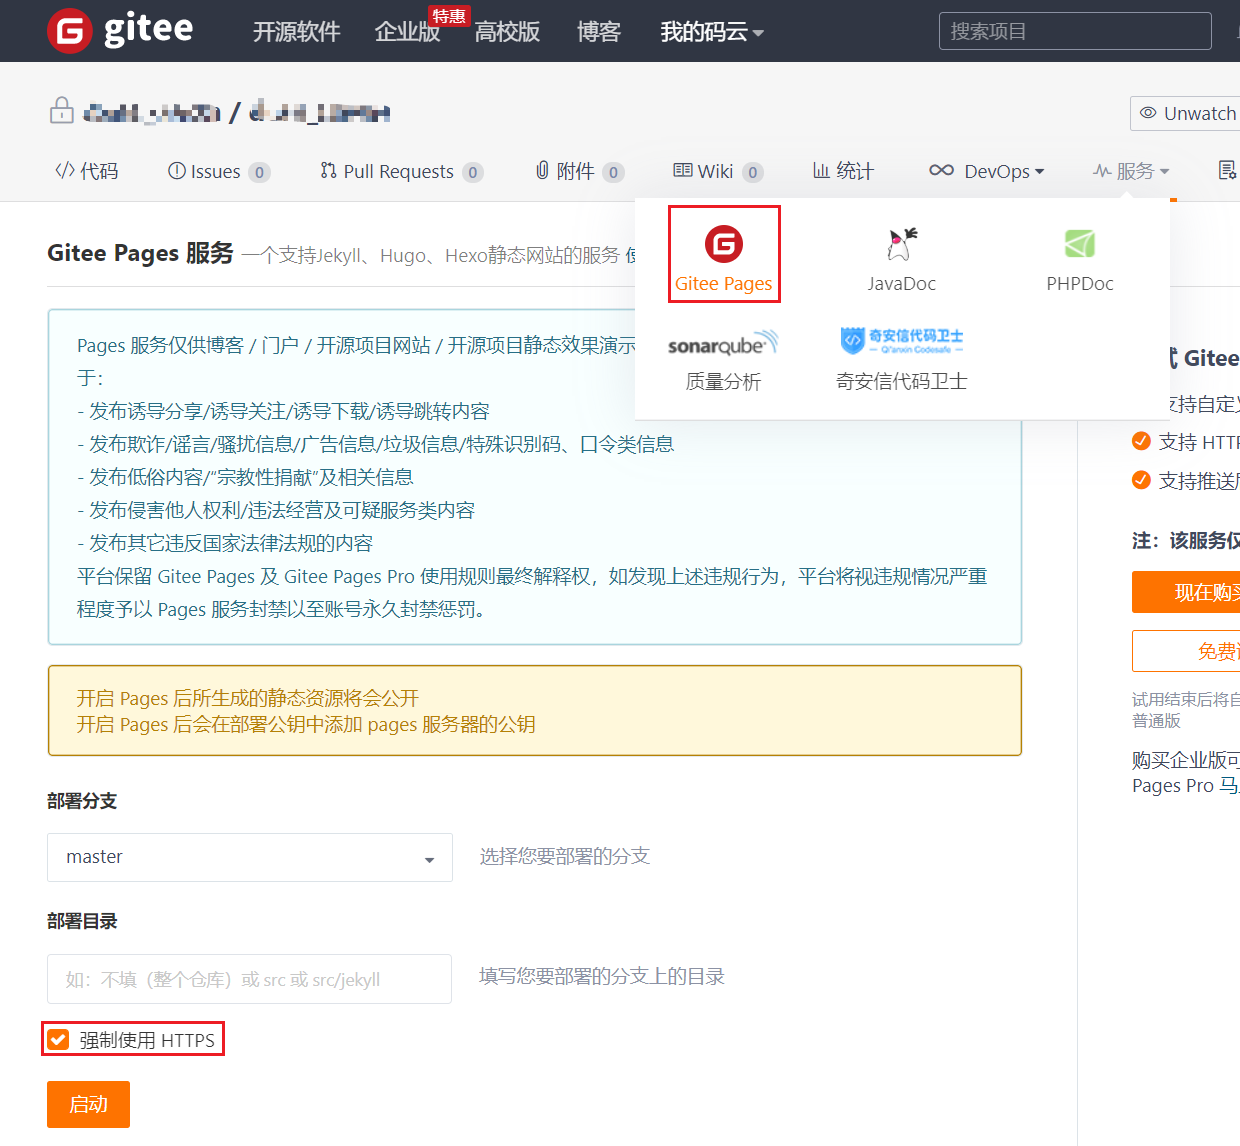 gitee
开源软件 企业版 特惠 高校版 博客 我的码云 搜索项目
/
Unwatch
代码 Issues 0 Pull Requests 0 附件 0 Wiki 0 统计 DevOps 服务
Gitee Pages 服务 一个支持Jekyll、Hugo、Hexo静态网站的服务
Gitee Pages JavaDoc PHPDoc
sonarqube 奇安信代码卫士
Qi'anxin Codesafe
质量分析 奇安信代码卫士
Pages 服务仅供博客 / 门户 / 开源项目网站 / 开源项目静态效果演示
于：
- 发布诱导分享/诱导关注/诱导下载/诱导跳转内容
- 发布欺诈/谣言/骚扰信息/广告信息/垃圾信息/特殊识别码、口令类信息
- 发布低俗内容/“宗教性捐献”及相关信息
- 发布侵害他人权利/违法经营及可疑服务类内容
- 发布其它违反国家法律法规的内容
平台保留 Gitee Pages 及 Gitee Pages Pro 使用规则最终解释权，如发现上述违规行为，平台将视违规情况严重
程度予以 Pages 服务封禁以至账号永久封禁惩罚。
开启 Pages 后所生成的静态资源将会公开
开启 Pages 后会在部署公钥中添加 pages 服务器的公钥
部署分支
master 选择您要部署的分支
部署目录
如：不填（整个仓库）或 src 或 src/jekyll 填写您要部署的分支上的目录
强制使用 HTTPS
启动
Gitee
支持自定
支持 HTTP
支持推送
注：该服务仅
现在购买
免费
试用结束后将自
普通版
购买企业版可
Pages Pro 马